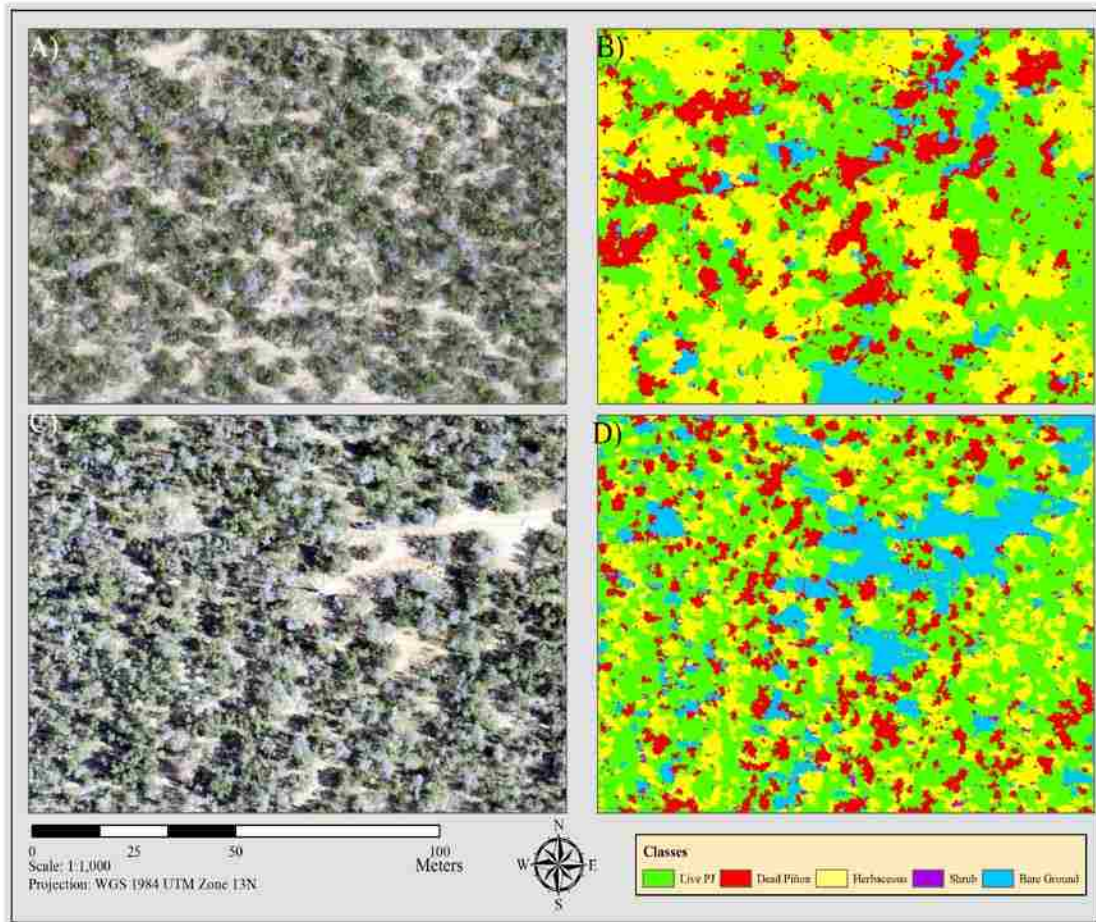 A)
B)
C)
D)
0 25 50 100
Scale: 1:1,000
Meters
Projection: WGS 1984 UTM Zone 13N
N
W E
S
Classes
Live PJ
Dead Piñon
Herbaceous
Shrub
Bare Ground